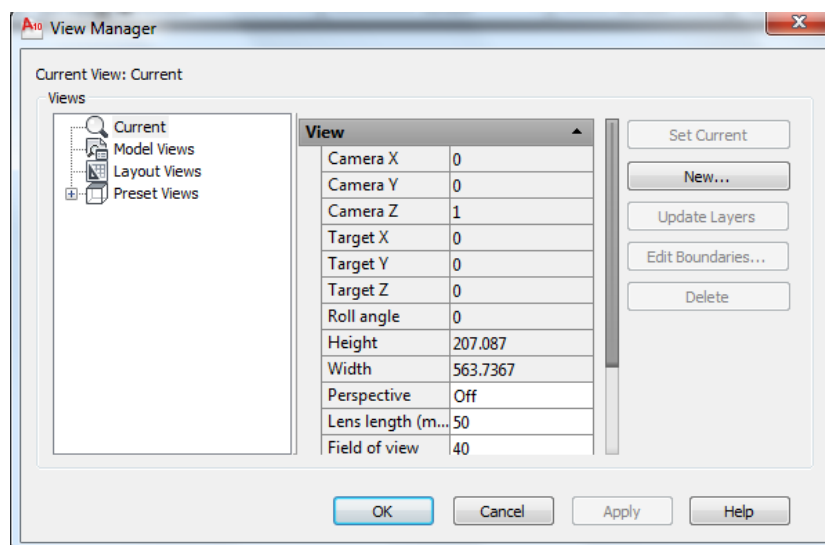 A10 View Manager
Current View: Current
Views
Current
Model Views
Layout Views
Preset Views
View
Camera X 0
Camera Y 0
Camera Z 1
Target X 0
Target Y 0
Target Z 0
Roll angle 0
Height 207.087
Width 563.7367
Perspective Off
Lens length (m... 50
Field of view 40
Set Current
New...
Update Layers
Edit Boundaries...
Delete
OK Cancel Apply Help